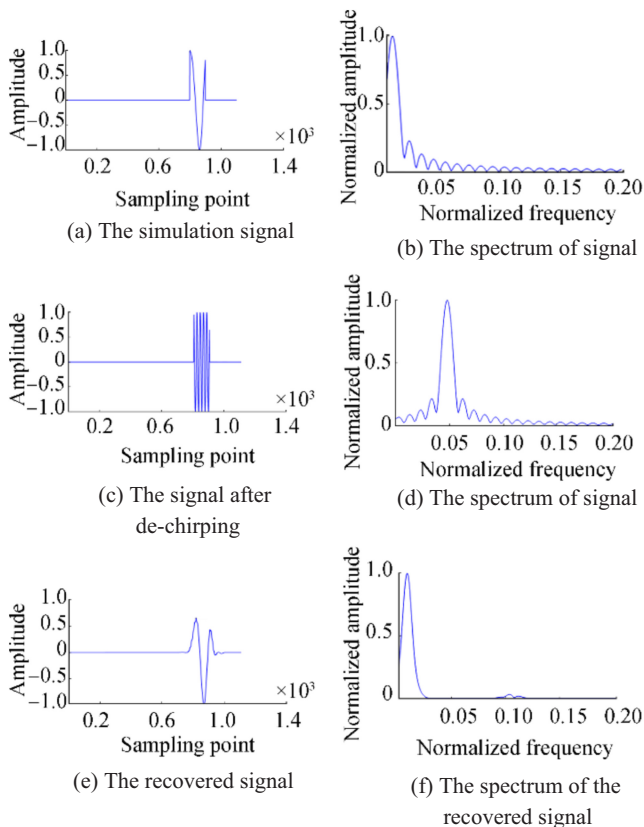 Amplitude
1.0
0.5
0
−0.5
−1.0
×10³
0.2 0.6 1.0 1.4
Sampling point
(a) The simulation signal
Normalized amplitude
1.0
0.5
0
0.05 0.10 0.15 0.20
Normalized frequency
(b) The spectrum of signal
Amplitude
1.0
0.5
0
−0.5
−1.0
×10³
0.2 0.6 1.0 1.4
Sampling point
(c) The signal after
de-chirping
Normalized amplitude
1.0
0.5
0
0.05 0.10 0.15 0.20
Normalized frequency
(d) The spectrum of signal
Amplitude
1.0
0.5
0
−0.5
−1.0
×10³
0.2 0.6 1.0 1.4
Sampling point
(e) The recovered signal
Normalized amplitude
1.0
0.5
0
0.05 0.10 0.15 0.20
Normalized frequency
(f) The spectrum of the
recovered signal